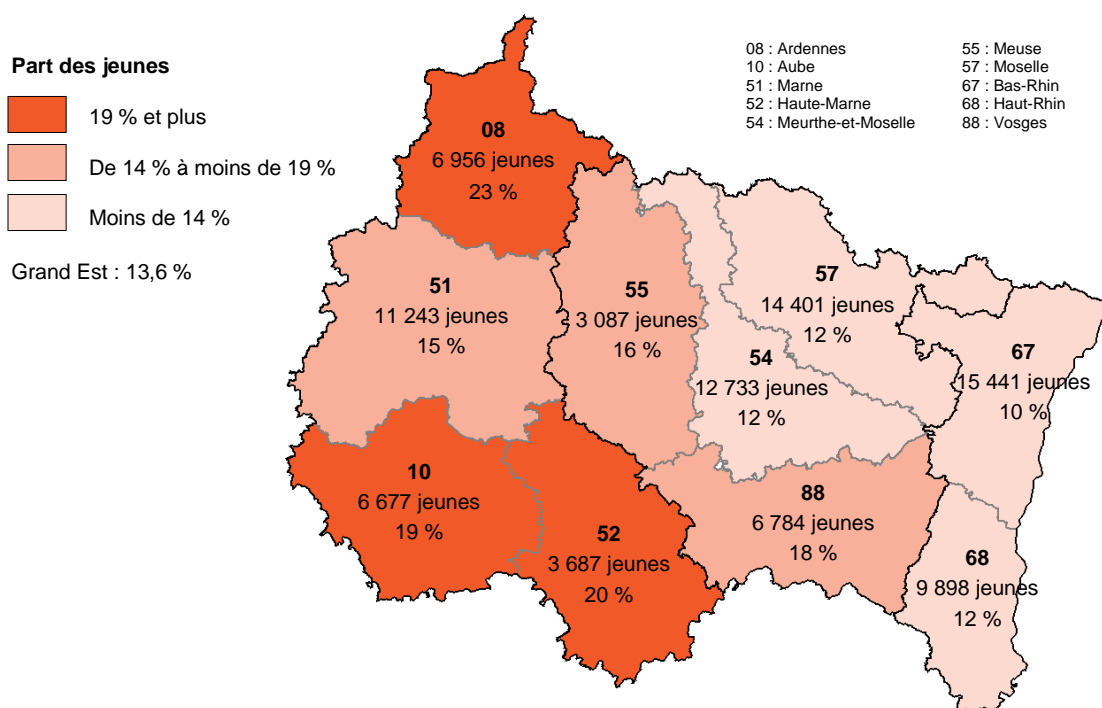 Part des jeunes
19 % et plus
De 14 % à moins de 19 %
Moins de 14 %
Grand Est : 13,6 %
08 : Ardennes
10 : Aube
51 : Marne
52 : Haute-Marne
54 : Meurthe-et-Moselle
55 : Meuse
57 : Moselle
67 : Bas-Rhin
68 : Haut-Rhin
88 : Vosges
08
6 956 jeunes
23 %
51
11 243 jeunes
15 %
55
3 087 jeunes
16 %
57
14 401 jeunes
12 %
54
12 733 jeunes
12 %
67
15 441 jeunes
10 %
10
6 677 jeunes
19 %
52
3 687 jeunes
20 %
88
6 784 jeunes
18 %
68
9 898 jeunes
12 %